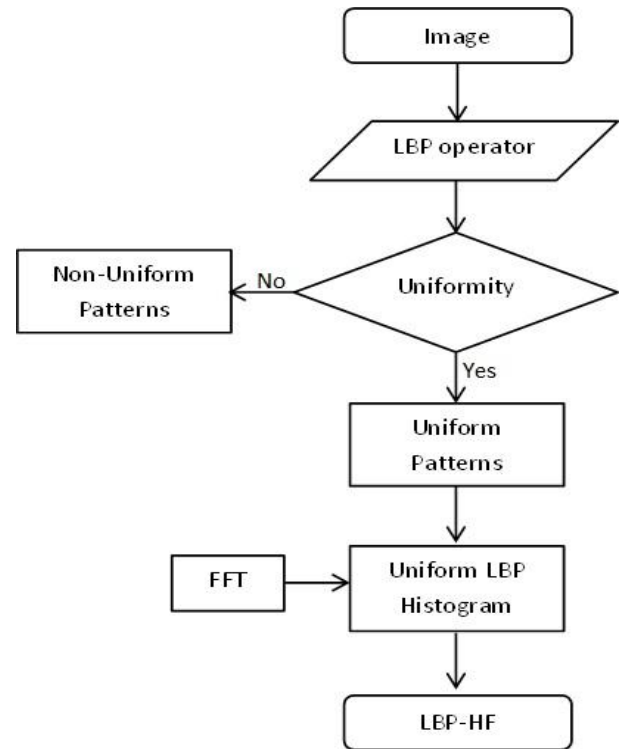 Image
LBP operator
Non-Uniform
Patterns
No
Uniformity
Yes
Uniform
Patterns
FFT
Uniform LBP
Histogram
LBP-HF